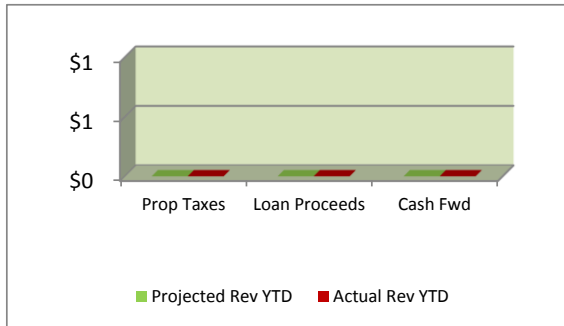 $1
$1
$0
Prop Taxes Loan Proceeds Cash Fwd
Projected Rev YTD Actual Rev YTD